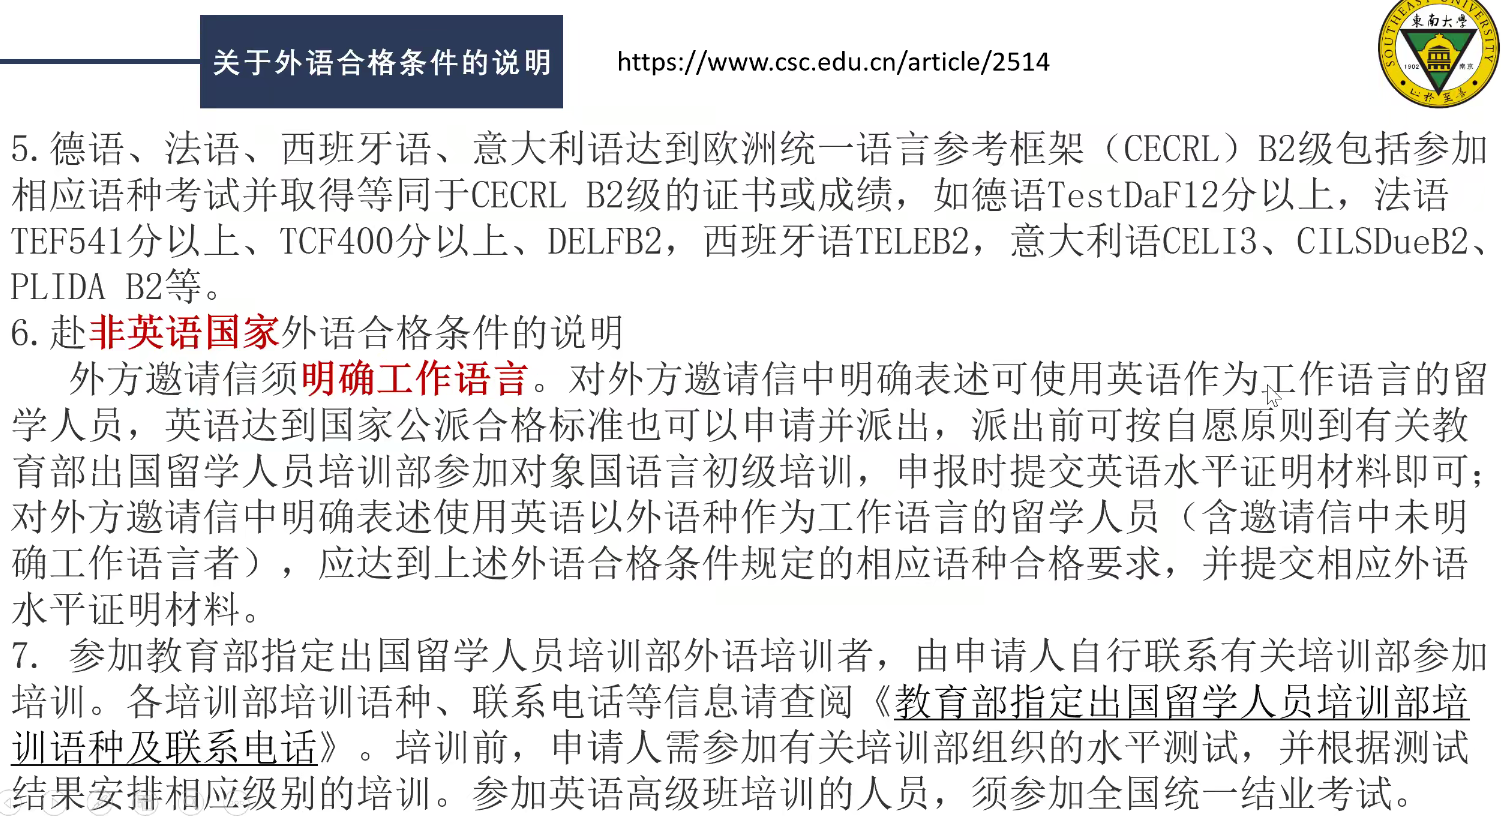 关于外语合格条件的说明
https://www.csc.edu.cn/article/2514
SOUTHEAST UNIVERSITY
東南大學
1902 南京
止於至善
5.德语、法语、西班牙语、意大利语达到欧洲统一语言参考框架（CECRL）B2级包括参加
相应语种考试并取得等同于CECRL B2级的证书或成绩，如德语TestDaF12分以上，法语
TEF541分以上、TCF400分以上、DELFB2，西班牙语TELEB2，意大利语CELI3、CILSDueB2、
PLIDA B2等。
6.赴非英语国家外语合格条件的说明
外方邀请信须明确工作语言。对外方邀请信中明确表述可使用英语作为工作语言的留
学人员，英语达到国家公派合格标准也可以申请并派出，派出前可按自愿原则到有关教
育部出国留学人员培训部参加对象国语言初级培训，申报时提交英语水平证明材料即可；
对外方邀请信中明确表述使用英语以外语种作为工作语言的留学人员（含邀请信中未明
确工作语言者），应达到上述外语合格条件规定的相应语种合格要求，并提交相应外语
水平证明材料。
7. 参加教育部指定出国留学人员培训部外语培训者，由申请人自行联系有关培训部参加
培训。各培训部培训语种、联系电话等信息请查阅《教育部指定出国留学人员培训部培
训语种及联系电话》。培训前，申请人需参加有关培训部组织的水平测试，并根据测试
结果安排相应级别的培训。参加英语高级班培训的人员，须参加全国统一结业考试。